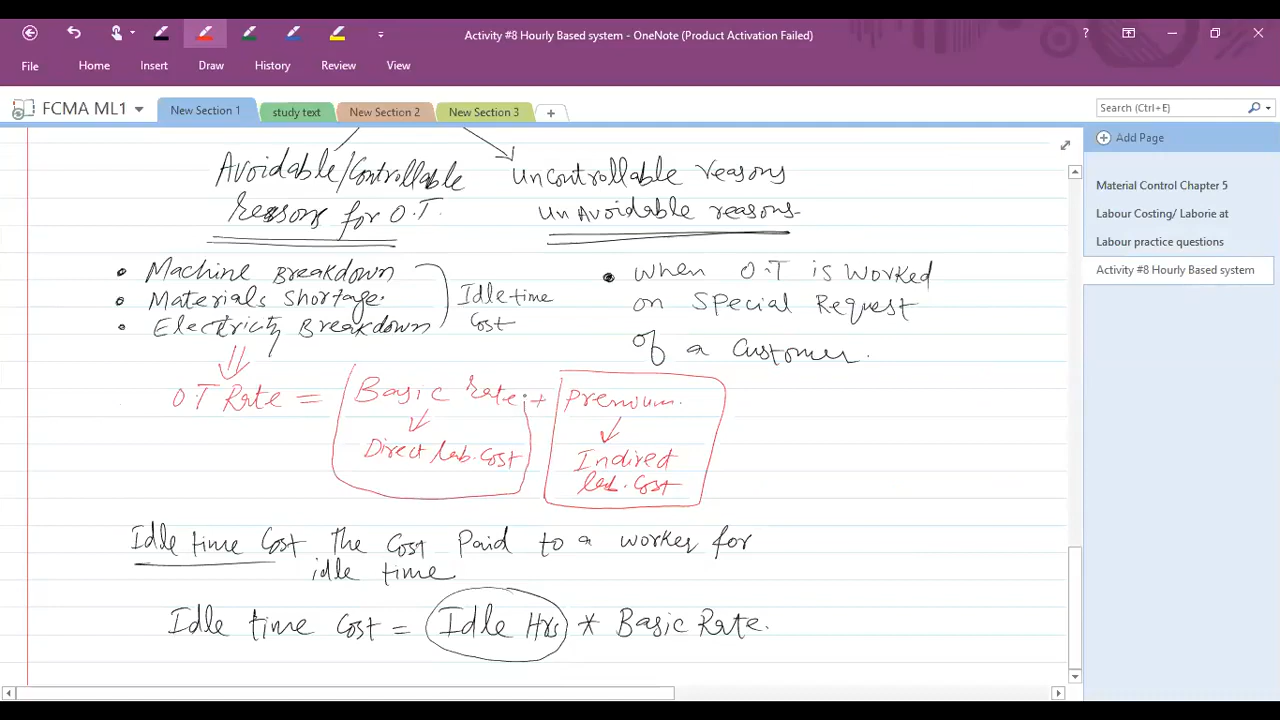 Activity #8 Hourly Based system - OneNote (Product Activation Failed)
?
File Home Insert Draw History Review View
FCMA ML1 New Section 1 study text New Section 2 New Section 3 +
Search (Ctrl+E)
Add Page
Material Control Chapter 5
Labour Costing/ Laborie at
Labour practice questions
Activity #8 Hourly Based system
Avoidable/Controllable
reasons for O.T.
Uncontrollable reasons
UnAvoidable reasons
• Machine Breakdown
• Materials Shortage.
• Electricity Breakdown
Idle time
Cost
• When O.T is Worked
on Special Request
of a Customer.
O.T Rate = Basic rate + Premium.
Direct lab. Cost
Indirect
lab. Cost
Idle time Cost The Cost Paid to a worker for
idle time.
Idle time Cost = Idle Hrs * Basic Rate.